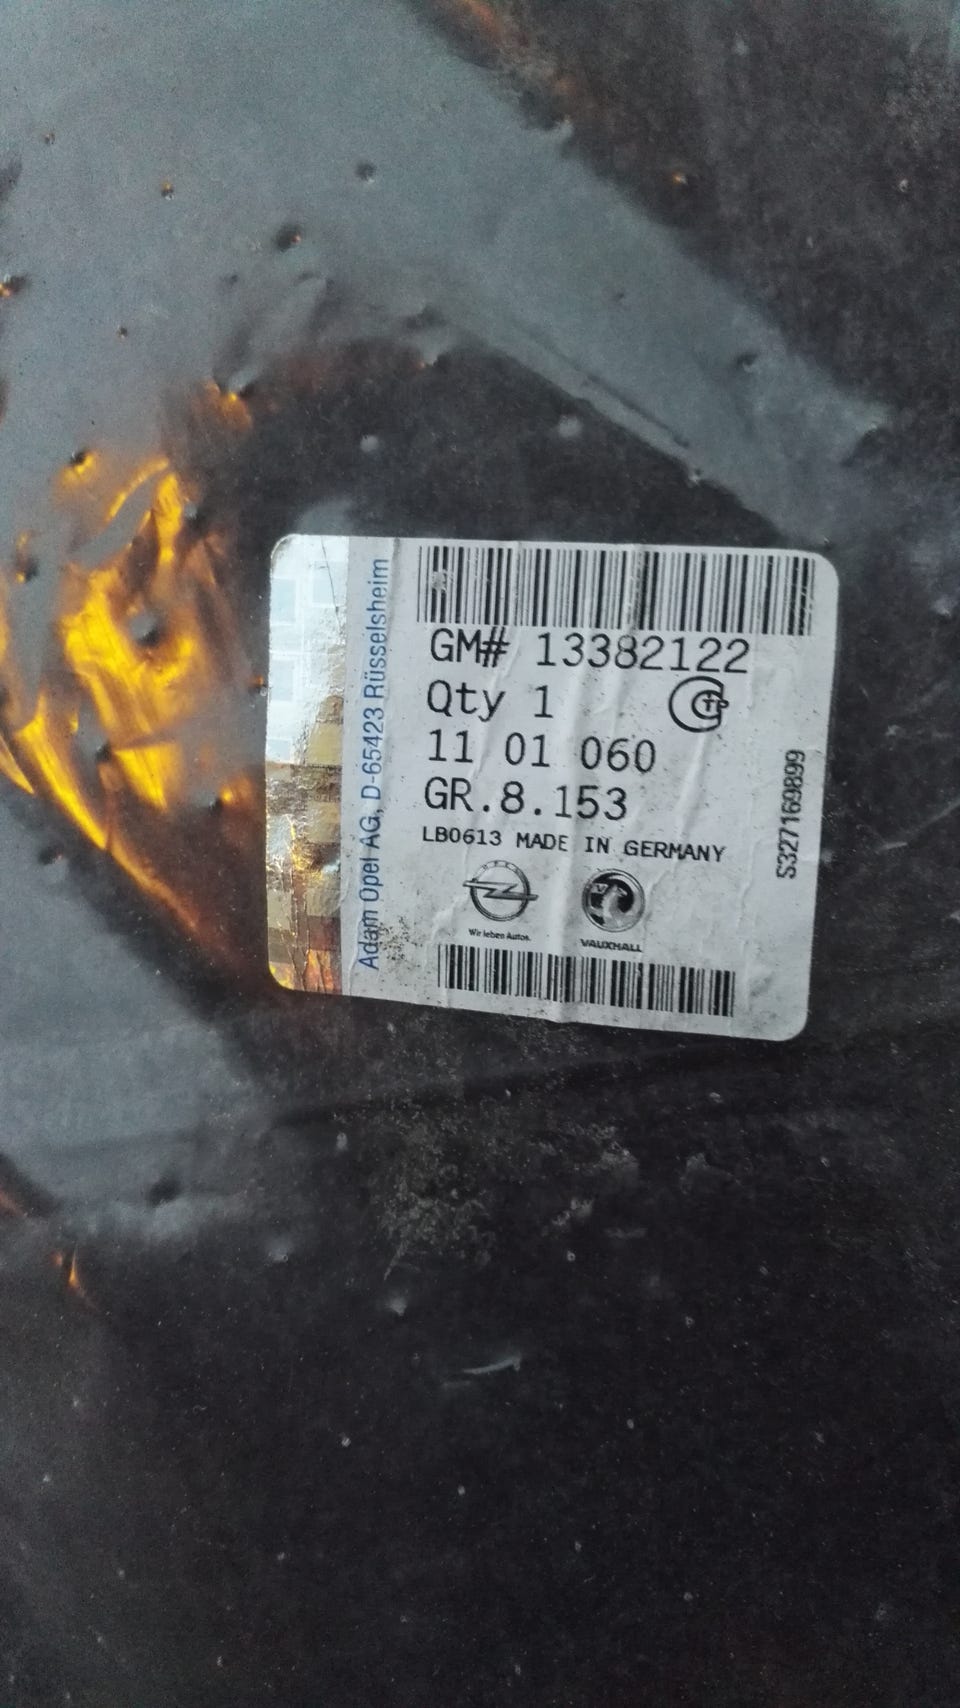 GM# 13382122
Qty 1
11 01 060
GR.8.153
LB0613 MADE IN GERMANY
Wir leben Autos.
VAUXHALL
Adam Opel AG, D-65423 Rüsselsheim
S327169899